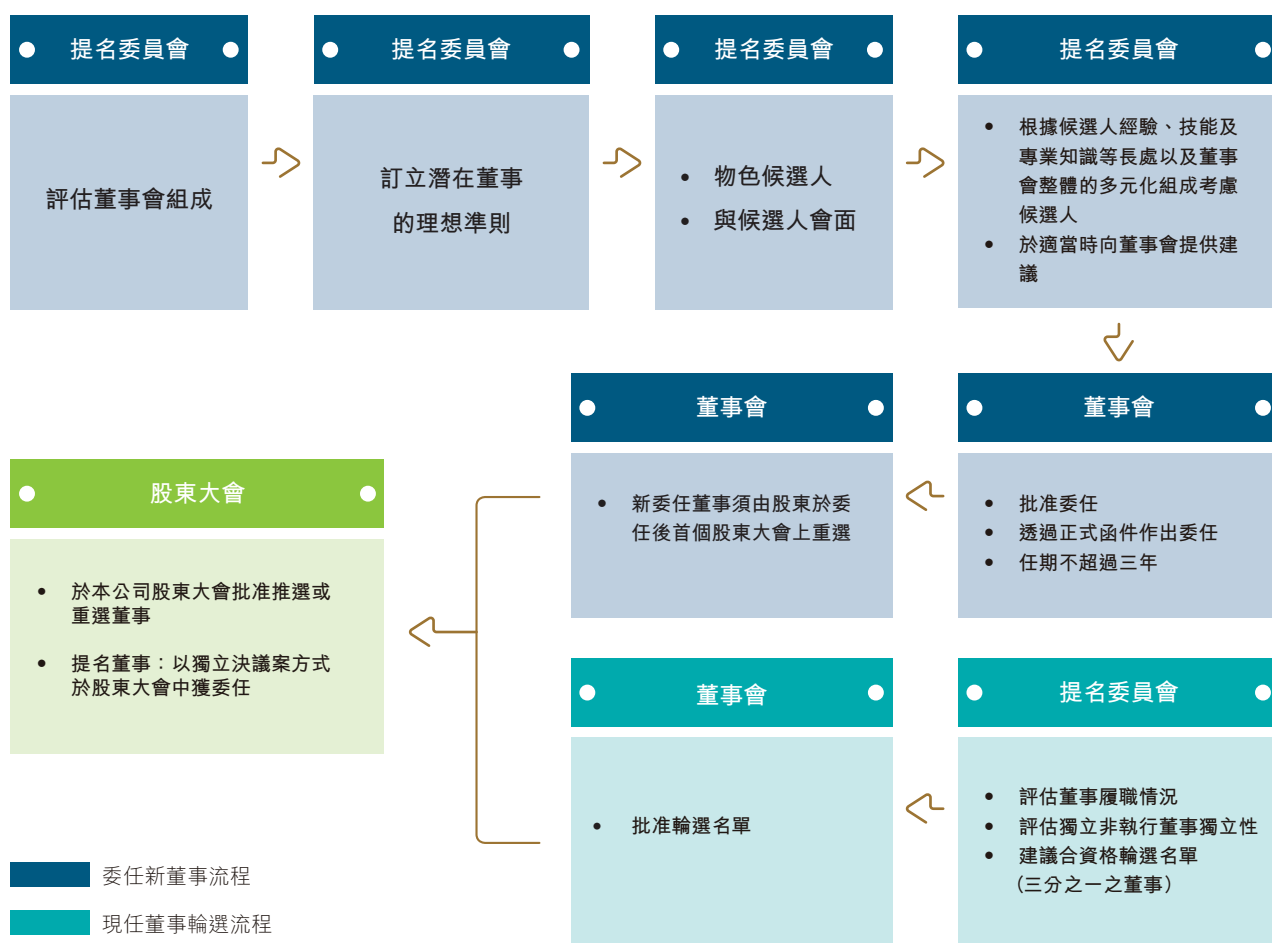 提名委員會
評估董事會組成
提名委員會
訂立潛在董事
的理想準則
提名委員會
• 物色候選人
• 與候選人會面
提名委員會
• 根據候選人經驗、技能及
專業知識等長處以及董事
會整體的多元化組成考慮
候選人
• 於適當時向董事會提供建
議
董事會
• 批准委任
• 透過正式函件作出委任
• 任期不超過三年
董事會
• 新委任董事須由股東於委
任後首個股東大會上重選
提名委員會
• 評估董事履職情況
• 評估獨立非執行董事獨立性
• 建議合資格輪選名單
(三分之一之董事)
董事會
• 批准輪選名單
股東大會
• 於本公司股東大會批准推選或
重選董事
• 提名董事：以獨立決議案方式
於股東大會中獲委任
委任新董事流程
現任董事輪選流程